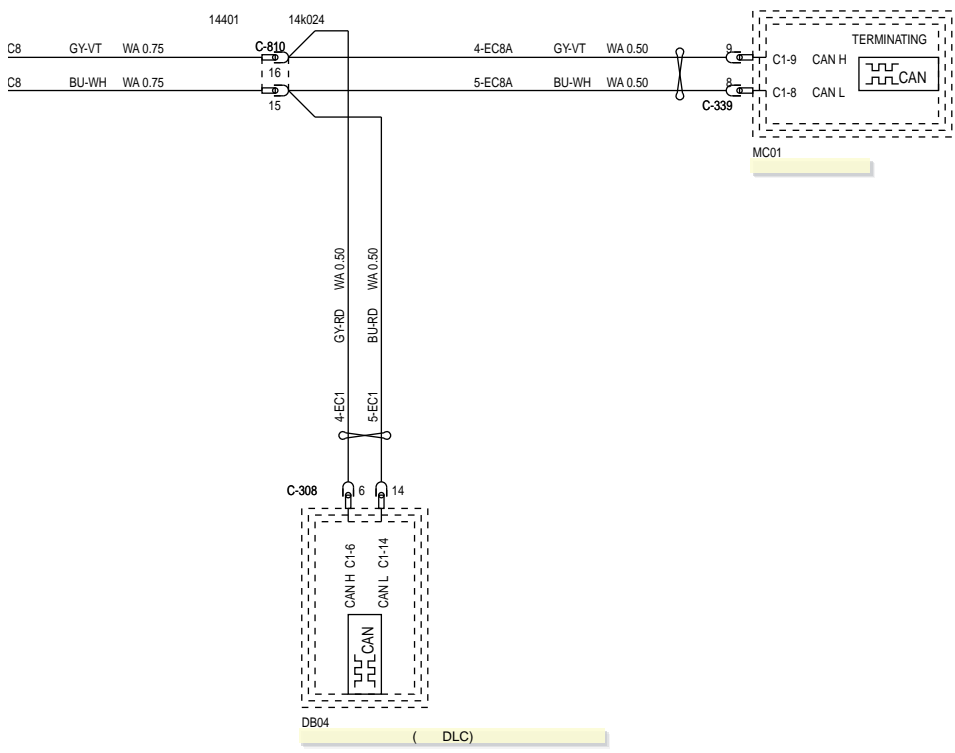 14401 14k024
C8 GY-VT WA 0.75 C-810 4-EC8A GY-VT WA 0.50 9 C1-9 CAN H TERMINATING
16
CAN
C8 BU-WH WA 0.75 5-EC8A BU-WH WA 0.50 8 C1-8 CAN L
15 C-339
MC01
4-EC1 GY-RD WA 0.50
5-EC1 BU-RD WA 0.50
C-308 6 14
CAN H C1-6
CAN L C1-14
CAN
DB04
( DLC)